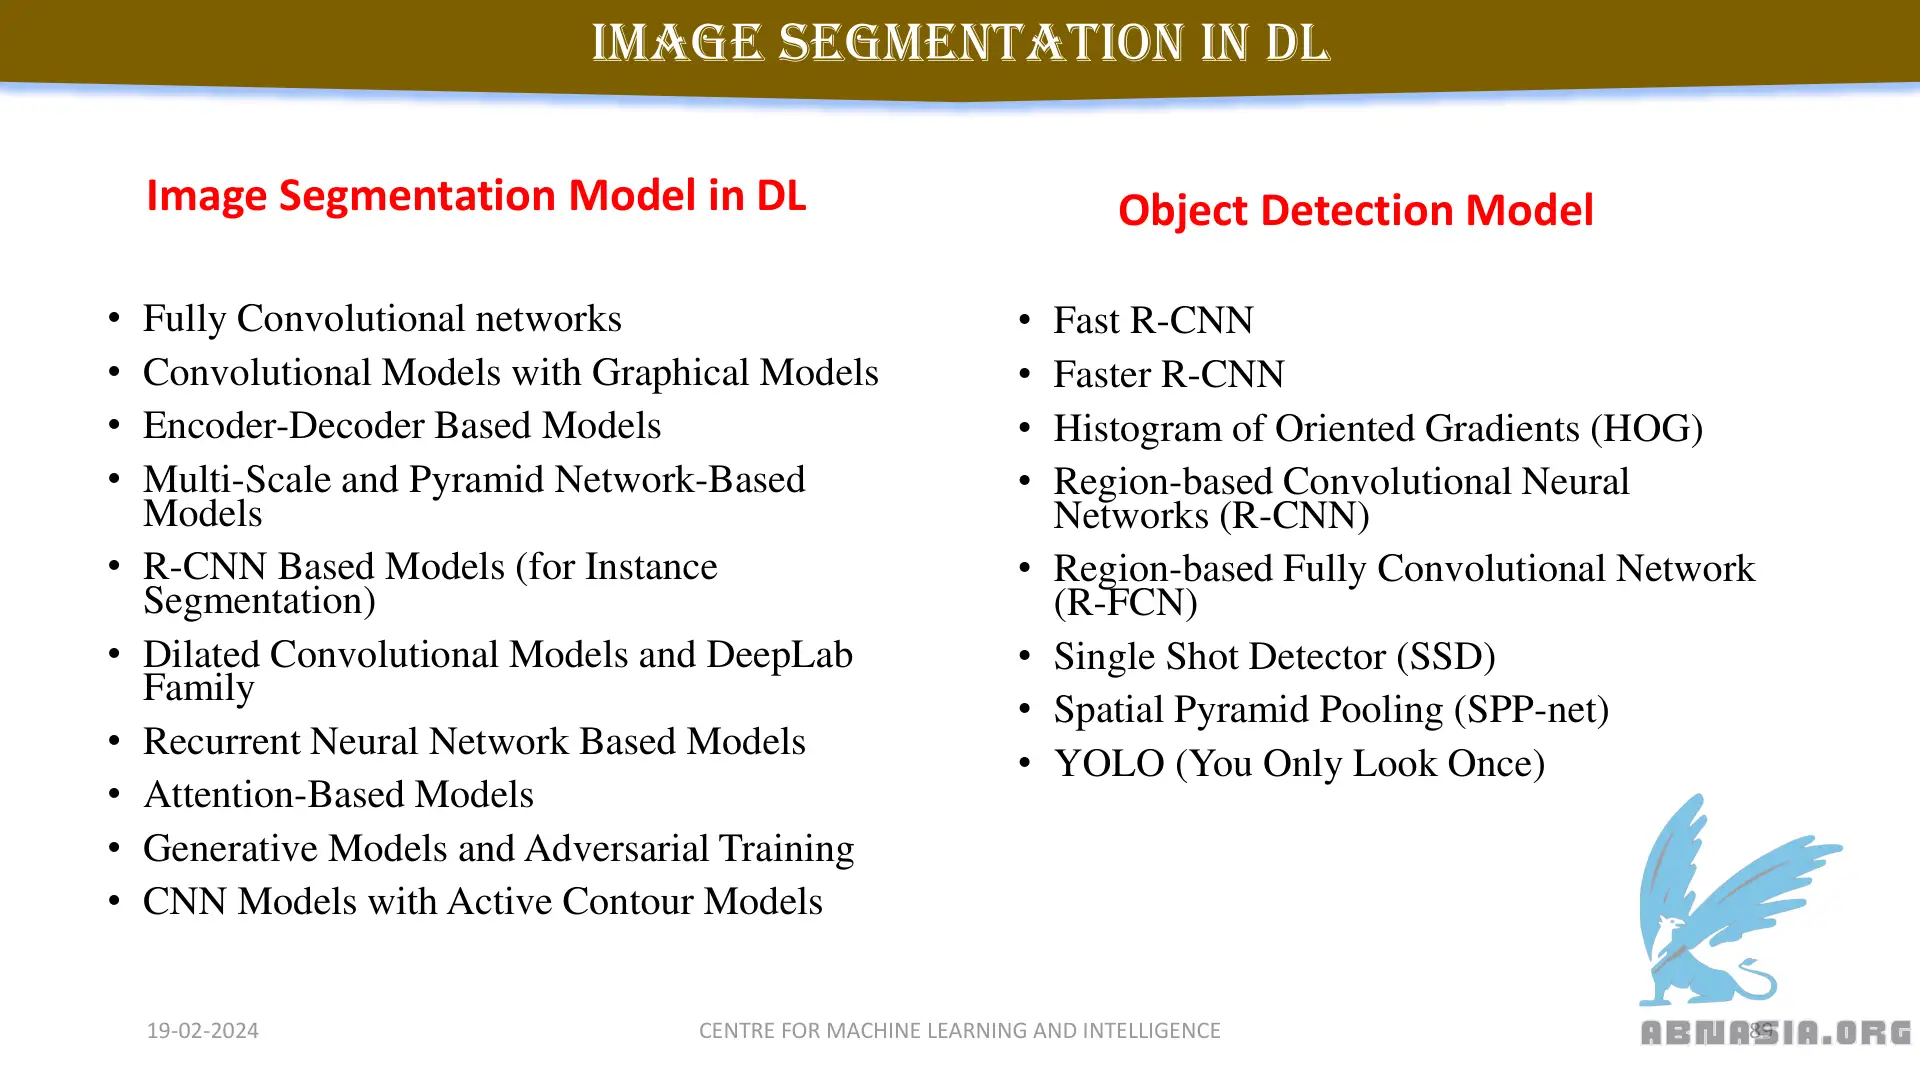 IMAGE SEGMENTATION IN DL
Image Segmentation Model in DL
• Fully Convolutional networks
• Convolutional Models with Graphical Models
• Encoder-Decoder Based Models
• Multi-Scale and Pyramid Network-Based
Models
• R-CNN Based Models (for Instance
Segmentation)
• Dilated Convolutional Models and DeepLab
Family
• Recurrent Neural Network Based Models
• Attention-Based Models
• Generative Models and Adversarial Training
• CNN Models with Active Contour Models
Object Detection Model
• Fast R-CNN
• Faster R-CNN
• Histogram of Oriented Gradients (HOG)
• Region-based Convolutional Neural
Networks (R-CNN)
• Region-based Fully Convolutional Network
(R-FCN)
• Single Shot Detector (SSD)
• Spatial Pyramid Pooling (SPP-net)
• YOLO (You Only Look Once)
19-02-2024
CENTRE FOR MACHINE LEARNING AND INTELLIGENCE
89
ABNASIA.ORG